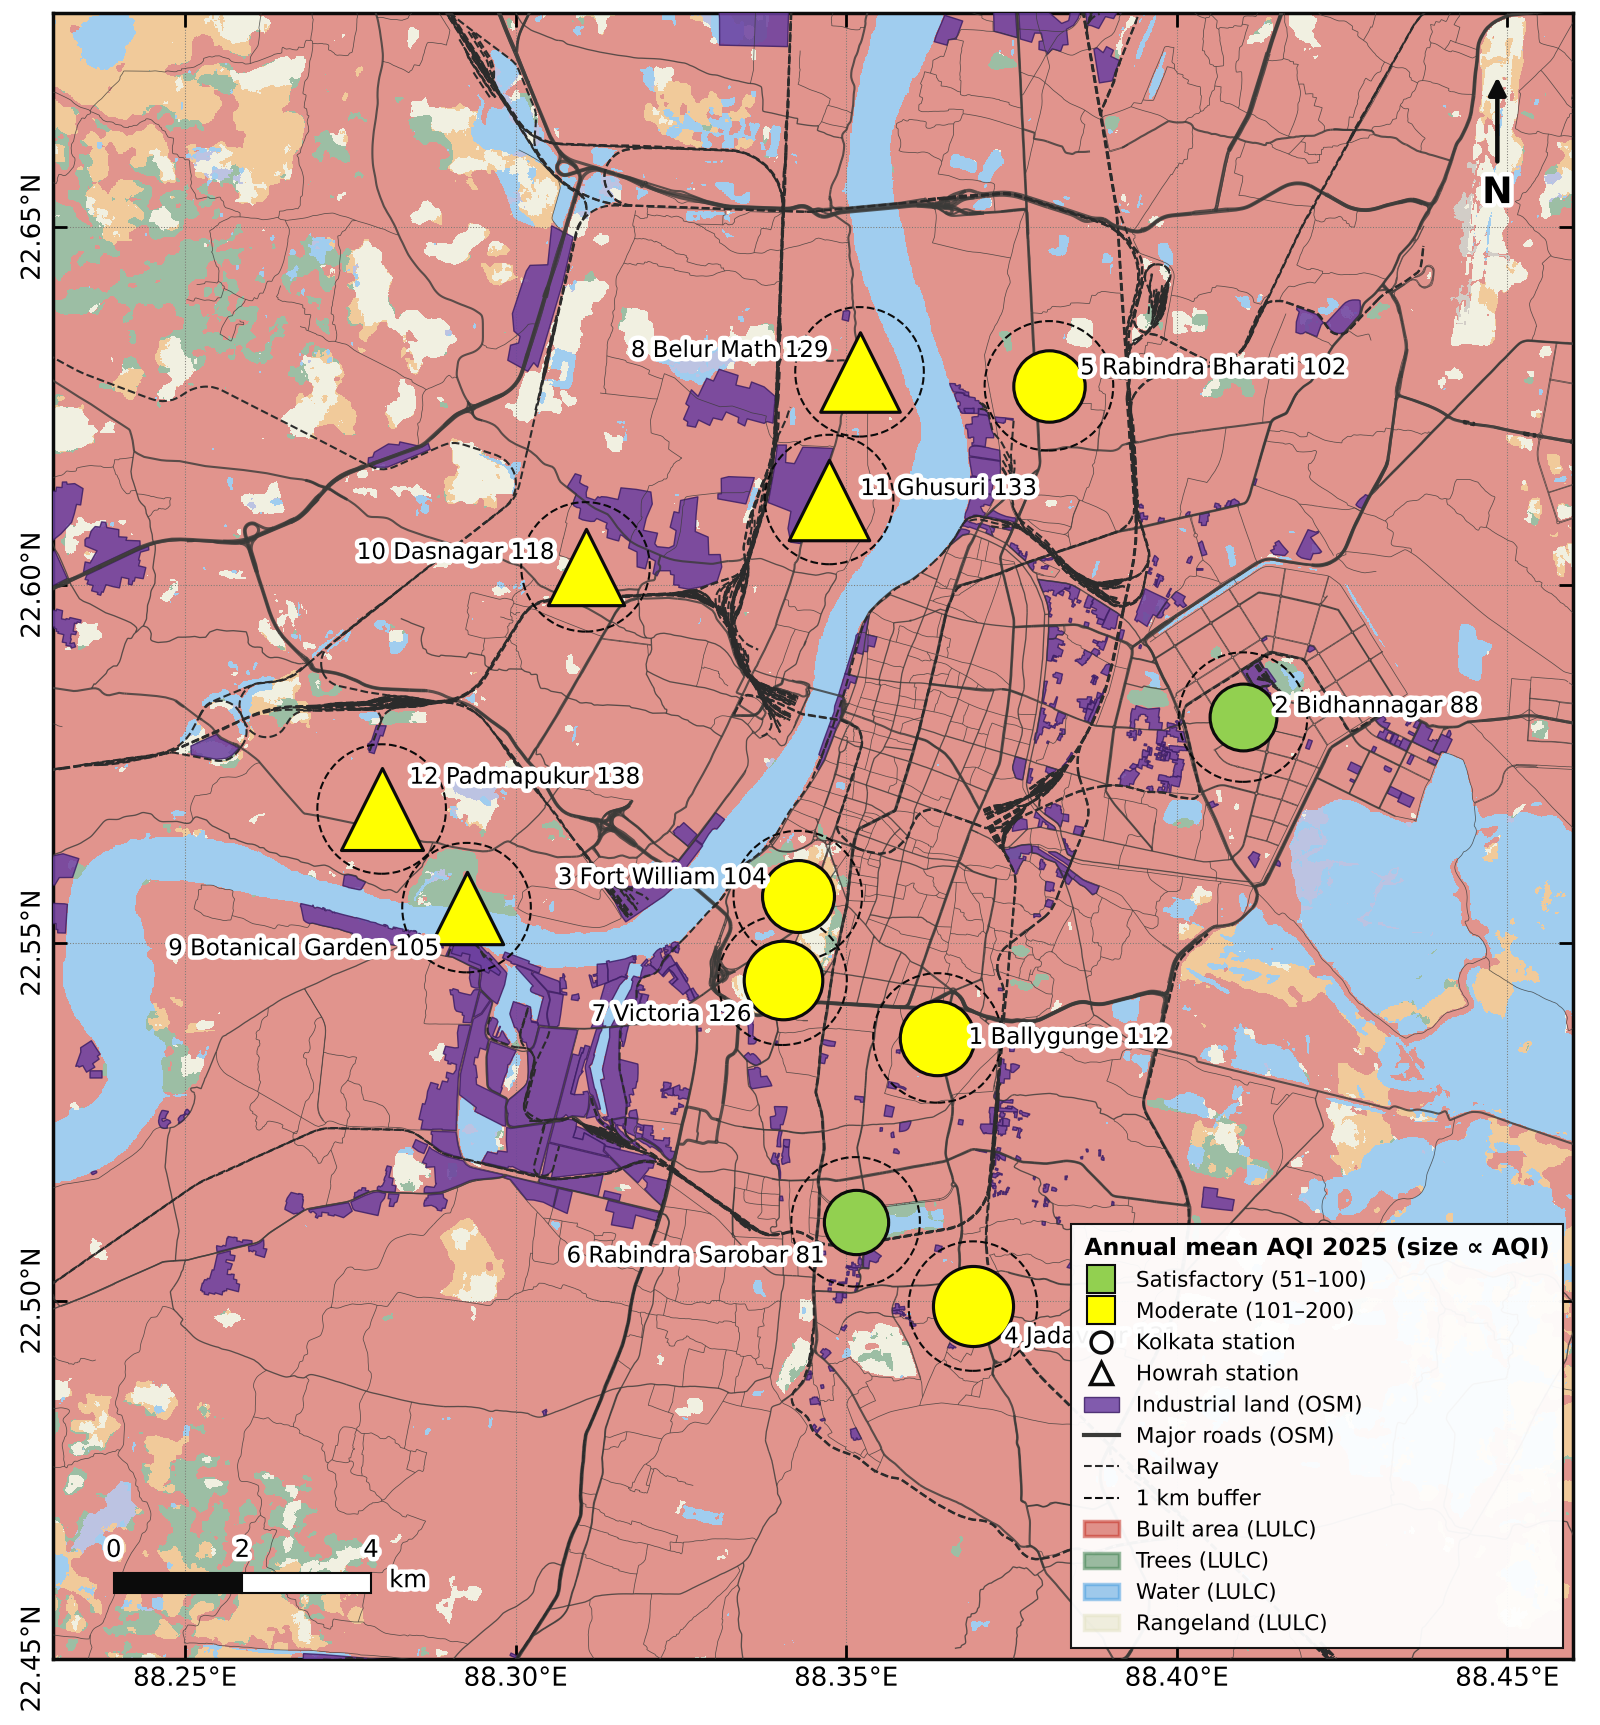 N
22.65°N
8 Belur Math 129
5 Rabindra Bharati 102
11 Ghusuri 133
10 Dasnagar 118
22.60°N
2 Bidhannagar 88
12 Padmapukur 138
3 Fort William 104
22.55°N
9 Botanical Garden 105
7 Victoria 126
1 Ballygunge 112
6 Rabindra Sarobar 81
22.50°N
4
Annual mean AQI 2025 (size ∝ AQI)
Satisfactory (51–100)
Moderate (101–200)
Kolkata station
Howrah station
Industrial land (OSM)
Major roads (OSM)
Railway
1 km buffer
Built area (LULC)
Trees (LULC)
Water (LULC)
Rangeland (LULC)
0 2 4
km
22.45°N
88.25°E 88.30°E 88.35°E 88.40°E 88.45°E